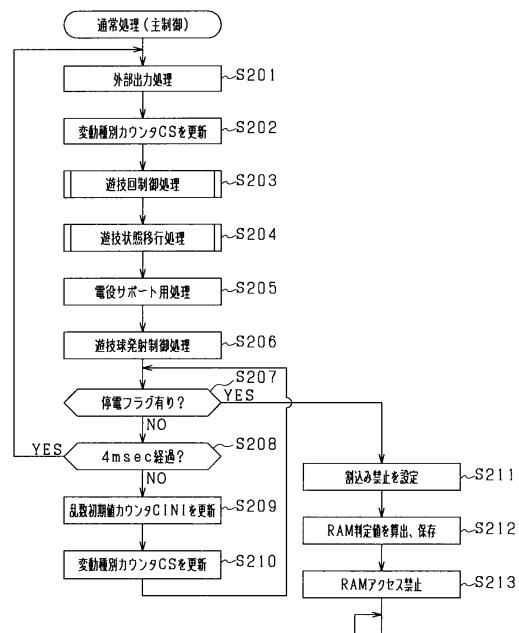 通常処理(主制御)
外部出力処理
S201
変動種別カウンタCSを更新
S202
遊技回制御処理
S203
遊技状態移行処理
S204
電役サポート用処理
S205
遊技球発射制御処理
S206
S207
停電フラグ有り?
YES
NO
S208
YES
4msec経過?
NO
乱数初期値カウンタCINIを更新
S209
変動種別カウンタCSを更新
S210
割込み禁止を設定
S211
RAM判定値を算出、保存
S212
RAMアクセス禁止
S213